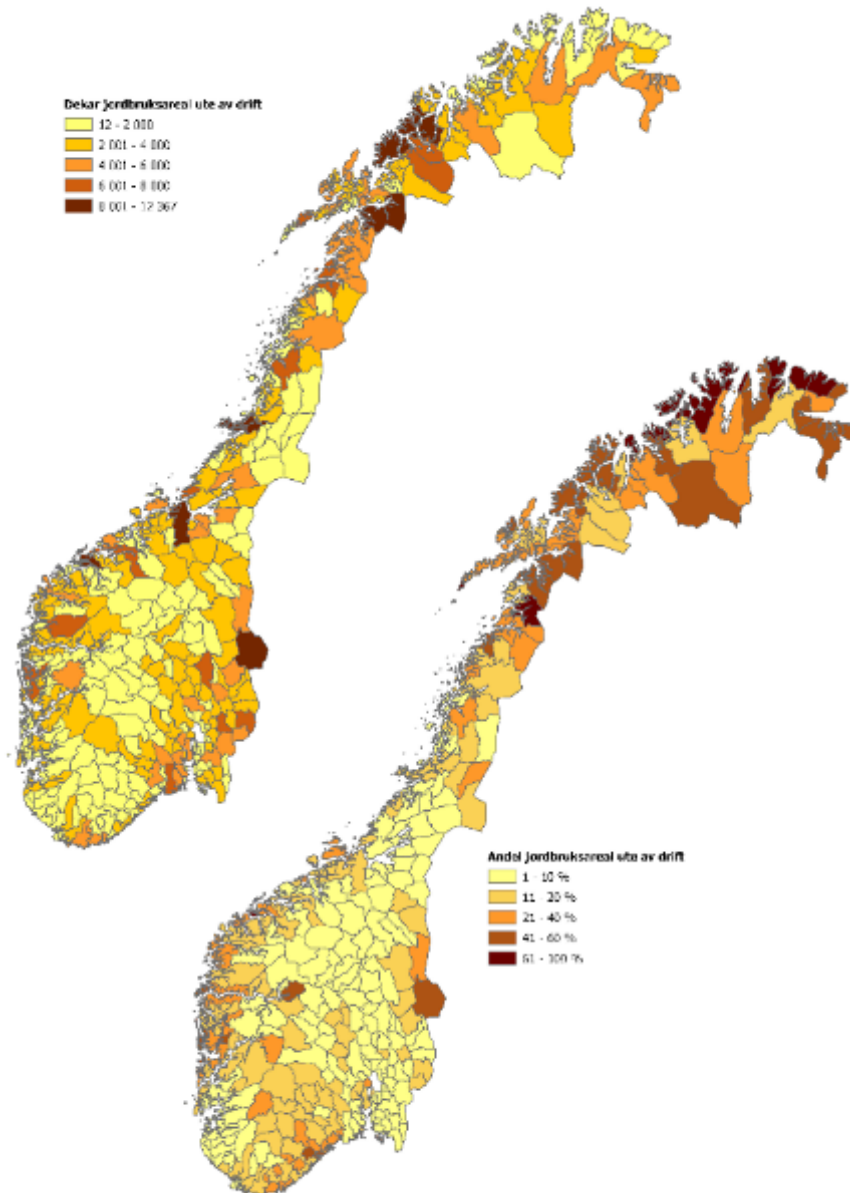 Dekar jordbruksareal ute av drift
12 - 2 000
2 001 - 4 000
4 001 - 6 000
6 001 - 8 000
8 001 - 12 367
Andel jordbruksareal ute av drift
1 - 10 %
11 - 20 %
21 - 40 %
41 - 60 %
61 - 100 %